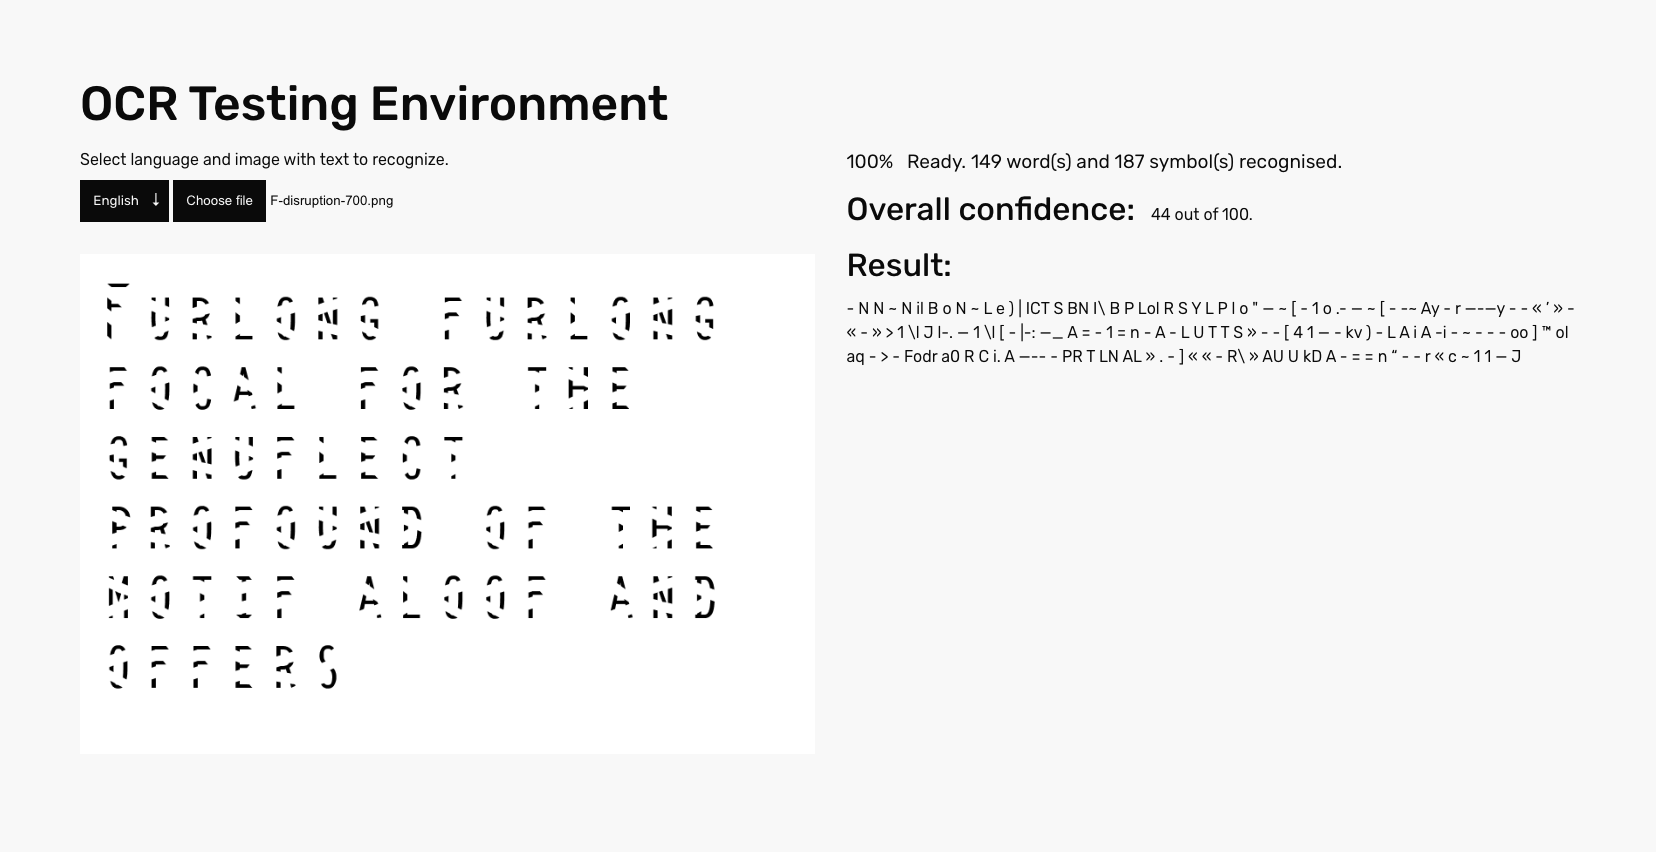 OCR Testing Environment
Select language and image with text to recognize.
English ↓ Choose file F-disruption-700.png
FURLONG FURLONG
FOCAL FOR THE
GENUFLECT
PROFOUND OF THE
MOTIF ALOOF AND
OFFERS
100% Ready. 149 word(s) and 187 symbol(s) recognised.
Overall confidence: 44 out of 100.
Result:
- N N ~ N il B o N ~ L e ) | ICT S BN I\ B P Lol R S Y L P I o " — ~ [ - 1 o .- — ~ [ - -~ Ay - r —-—y - - « ’ » -
« - » > 1 \l J l-. — 1 \l [ - |-: —_ A = - 1 = n - A - L U T T S » - - [ 4 1 — - kv ) - L A i A -i - ~ - - - oo ] ™ ol
aq - > - Fodr a0 R C i. A —-- - PR T LN AL » . - ] « « - R\ » AU U kD A - = = n “ - - r « c ~ 1 1 — J